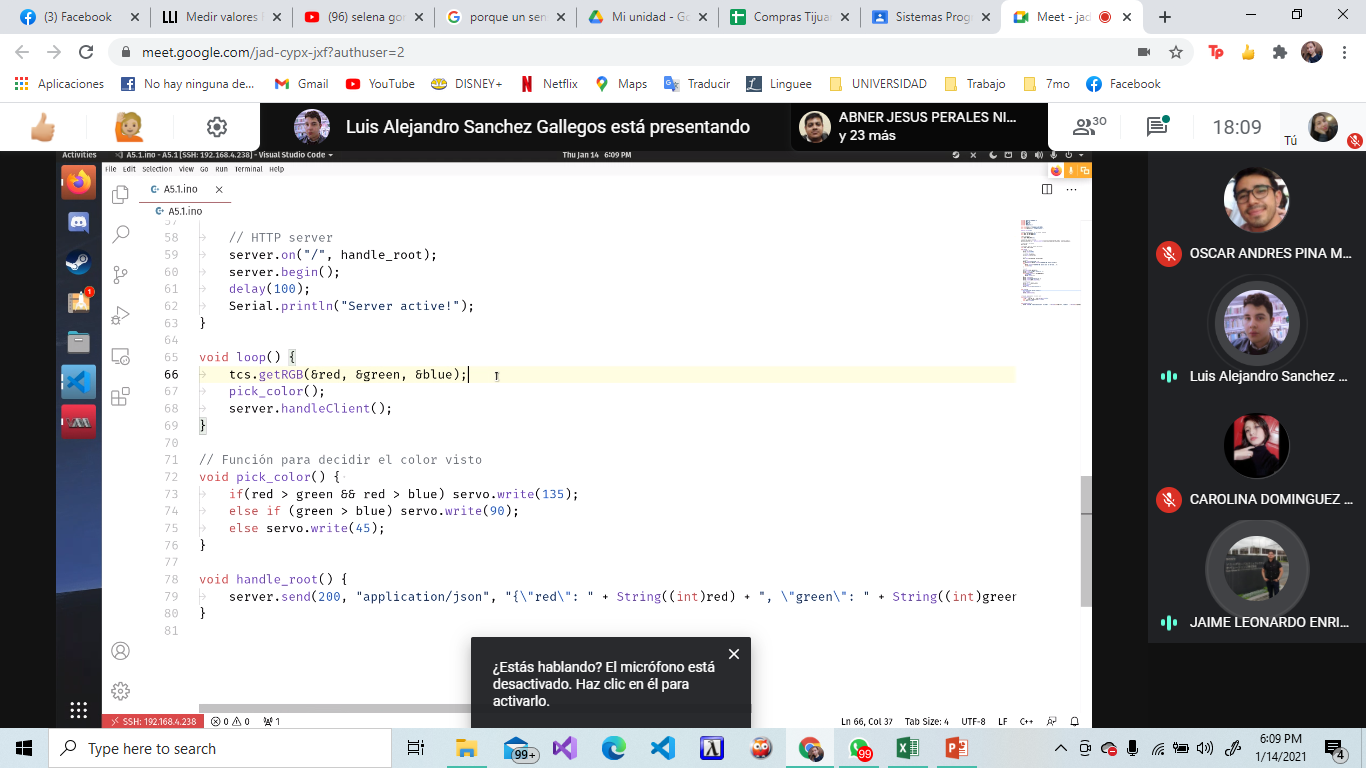 (3) Facebook
Medir valores
(96) selena gor
porque un sen
Mi unidad - Go
Compras Tijuan
Sistemas Prog
Meet - jad
meet.google.com/jad-cypx-jxf?authuser=2
Aplicaciones
No hay ninguna de...
Gmail
YouTube
DISNEY+
Netflix
Maps
Traducir
Linguee
UNIVERSIDAD
Trabajo
7mo
Facebook
Luis Alejandro Sanchez Gallegos está presentando
ABNER JESUS PERALES NI...
y 23 más
30
18:09
Tú
Activities
A5.1.ino - A5.1 [SSH: 192.168.4.238] - Visual Studio Code
Thu Jan 14 6:09 PM
File Edit Selection View Go Run Terminal Help
A5.1.ino
A5.1.ino
57
58 // HTTP server
59 server.on("/", handle_root);
60 server.begin();
61 delay(100);
62 Serial.println("Server active!");
63 }
64
65 void loop() {
66 tcs.getRGB(&red, &green, &blue);
67 pick_color();
68 server.handleClient();
69 }
70
71 // Función para decidir el color visto
72 void pick_color() {
73 if(red > green && red > blue) servo.write(135);
74 else if (green > blue) servo.write(90);
75 else servo.write(45);
76 }
77
78 void handle_root() {
79 server.send(200, "application/json", "{\"red\": " + String((int)red) + ", \"green\": " + String((int)green
80 }
81
OSCAR ANDRES PINA M...
Luis Alejandro Sanchez ...
CAROLINA DOMINGUEZ ...
JAIME LEONARDO ENRI...
¿Estás hablando? El micrófono está
desactivado. Haz clic en él para
activarlo.
SSH: 192.168.4.238
0
0
1
Ln 66, Col 37
Tab Size: 4
UTF-8
LF
C++
Type here to search
99+
99
6:09 PM
1/14/2021
4